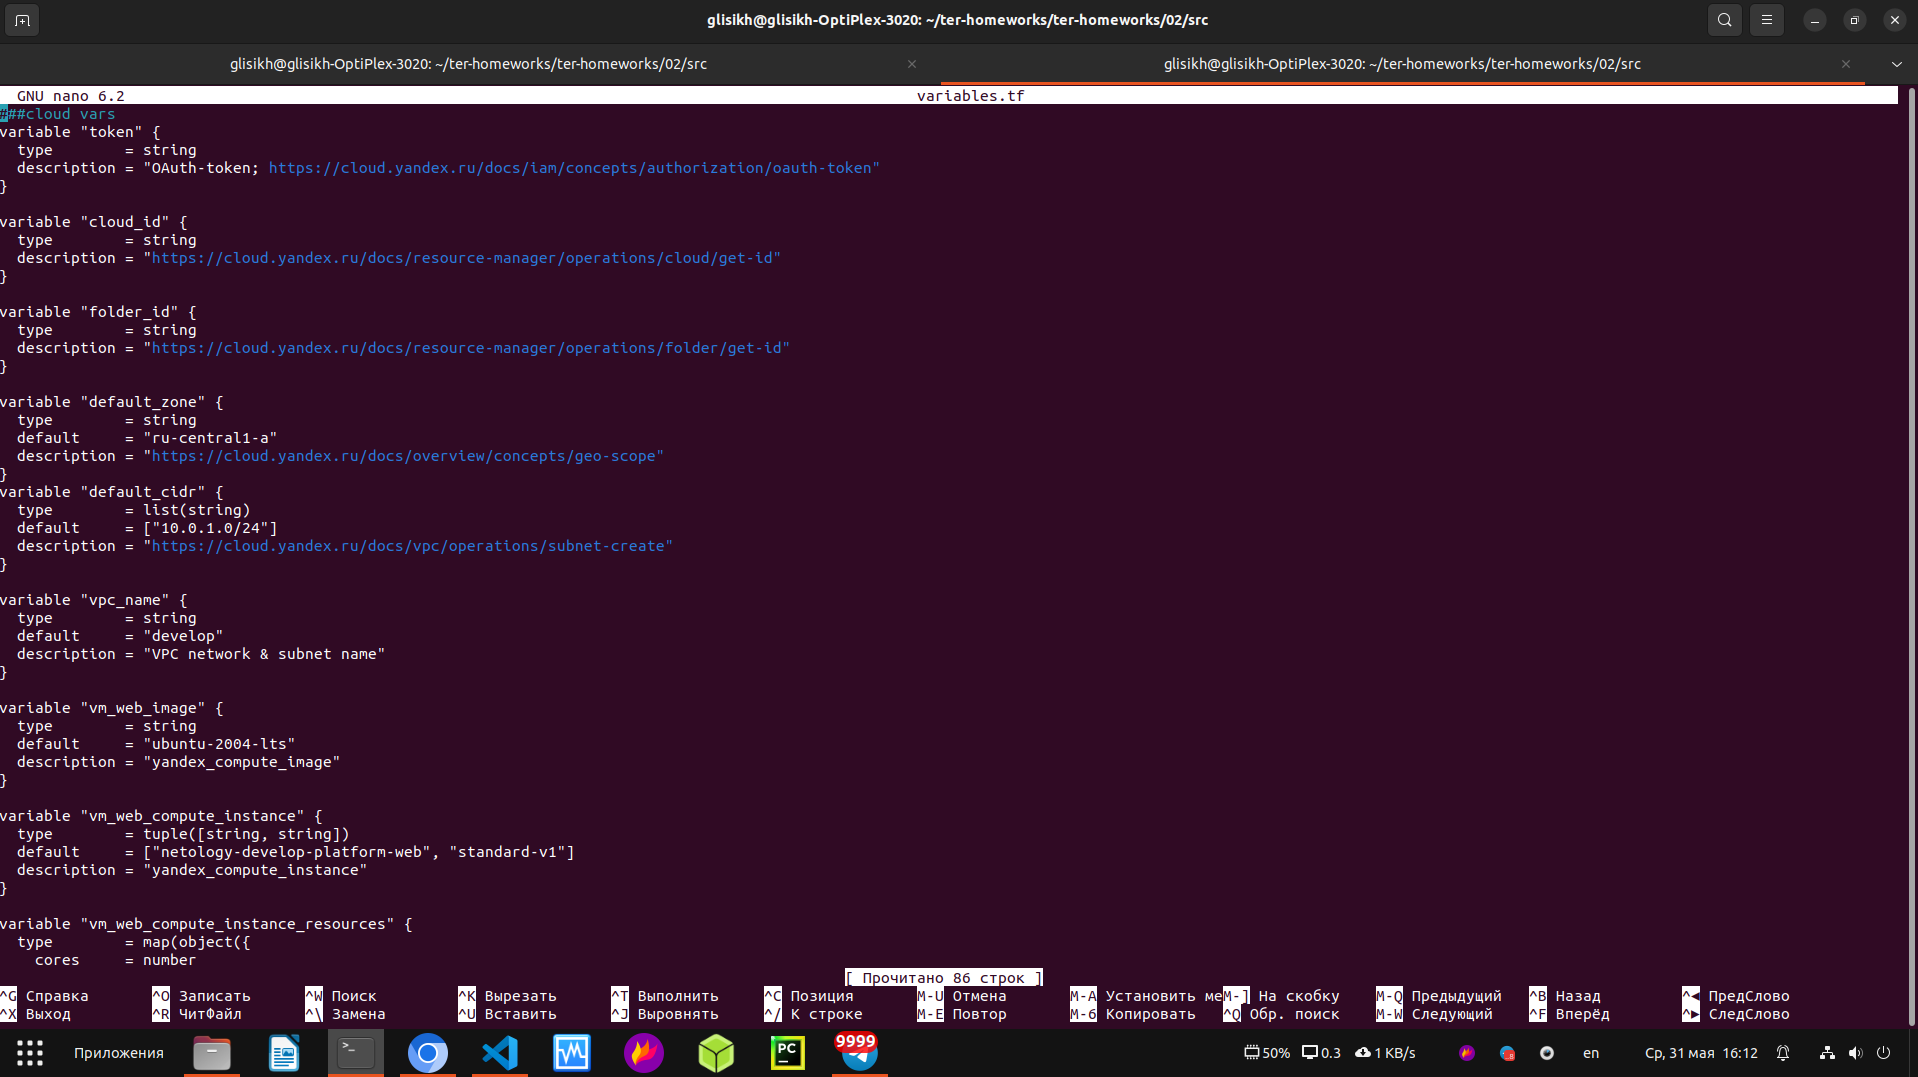 glisikh@glisikh-OptiPlex-3020: ~/ter-homeworks/ter-homeworks/02/src
glisikh@glisikh-OptiPlex-3020: ~/ter-homeworks/ter-homeworks/02/src
glisikh@glisikh-OptiPlex-3020: ~/ter-homeworks/ter-homeworks/02/src
GNU nano 6.2 variables.tf
###cloud vars
variable "token" {
  type        = string
  description = "OAuth-token; https://cloud.yandex.ru/docs/iam/concepts/authorization/oauth-token"
}
variable "cloud_id" {
  type        = string
  description = "https://cloud.yandex.ru/docs/resource-manager/operations/cloud/get-id"
}
variable "folder_id" {
  type        = string
  description = "https://cloud.yandex.ru/docs/resource-manager/operations/folder/get-id"
}
variable "default_zone" {
  type        = string
  default     = "ru-central1-a"
  description = "https://cloud.yandex.ru/docs/overview/concepts/geo-scope"
}
variable "default_cidr" {
  type        = list(string)
  default     = ["10.0.1.0/24"]
  description = "https://cloud.yandex.ru/docs/vpc/operations/subnet-create"
}
variable "vpc_name" {
  type        = string
  default     = "develop"
  description = "VPC network & subnet name"
}
variable "vm_web_image" {
  type        = string
  default     = "ubuntu-2004-lts"
  description = "yandex_compute_image"
}
variable "vm_web_compute_instance" {
  type        = tuple([string, string])
  default     = ["netology-develop-platform-web", "standard-v1"]
  description = "yandex_compute_instance"
}
variable "vm_web_compute_instance_resources" {
  type        = map(object({
    cores     = number
[ Прочитано 86 строк ]
^G Справка ^O Записать ^W Поиск ^K Вырезать ^T Выполнить ^C Позиция M-U Отмена M-A Установить ме M-] На скобку M-Q Предыдущий ^B Назад ^◀ ПредСлово
^X Выход ^R ЧитФайл ^\ Замена ^U Вставить ^J Выровнять ^/ К строке M-E Повтор M-6 Копировать ^Q Обр. поиск M-W Следующий ^F Вперёд ^▶ СледСлово
Приложения >_ PC 9999 50% 0.3 1 KB/s en Ср, 31 мая 16:12